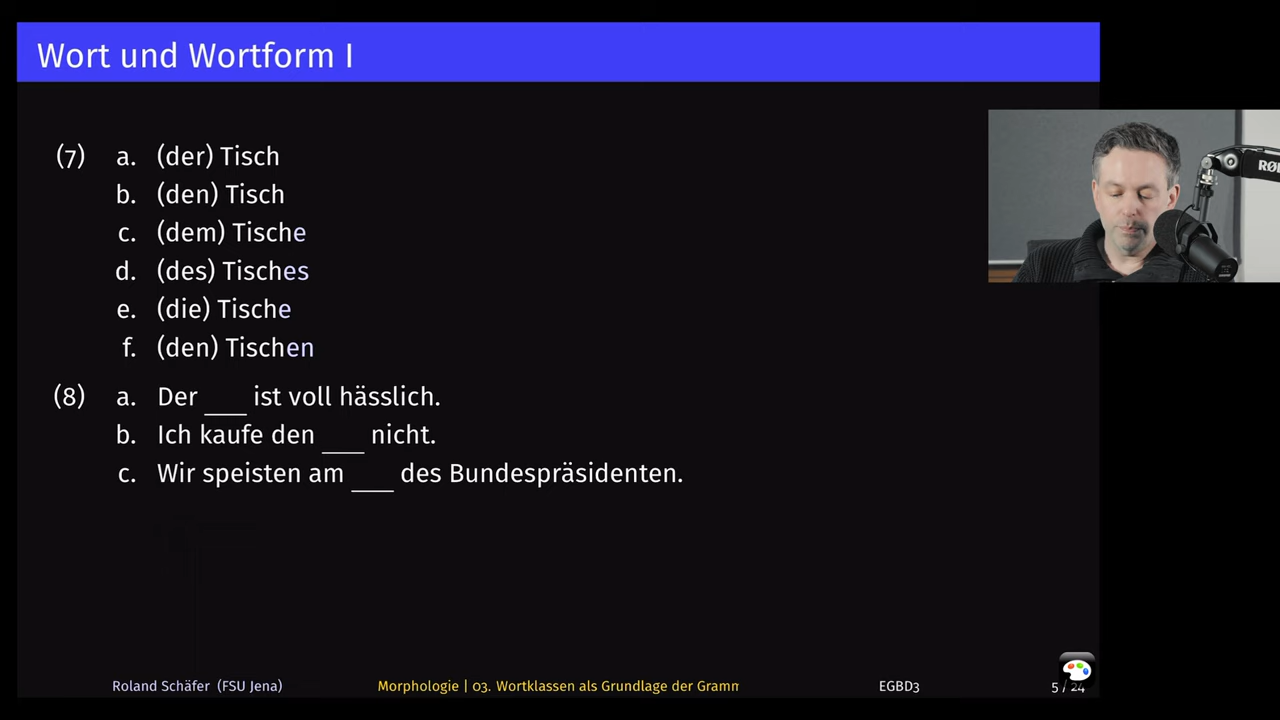 Wort und Wortform I
(7) a. (der) Tisch
b. (den) Tisch
c. (dem) Tische
d. (des) Tisches
e. (die) Tische
f. (den) Tischen
(8) a. Der ___ ist voll hässlich.
b. Ich kaufe den ___ nicht.
c. Wir speisten am ___ des Bundespräsidenten.
Roland Schäfer (FSU Jena) Morphologie | 03. Wortklassen als Grundlage der Gramm EGBD3 5 / 24